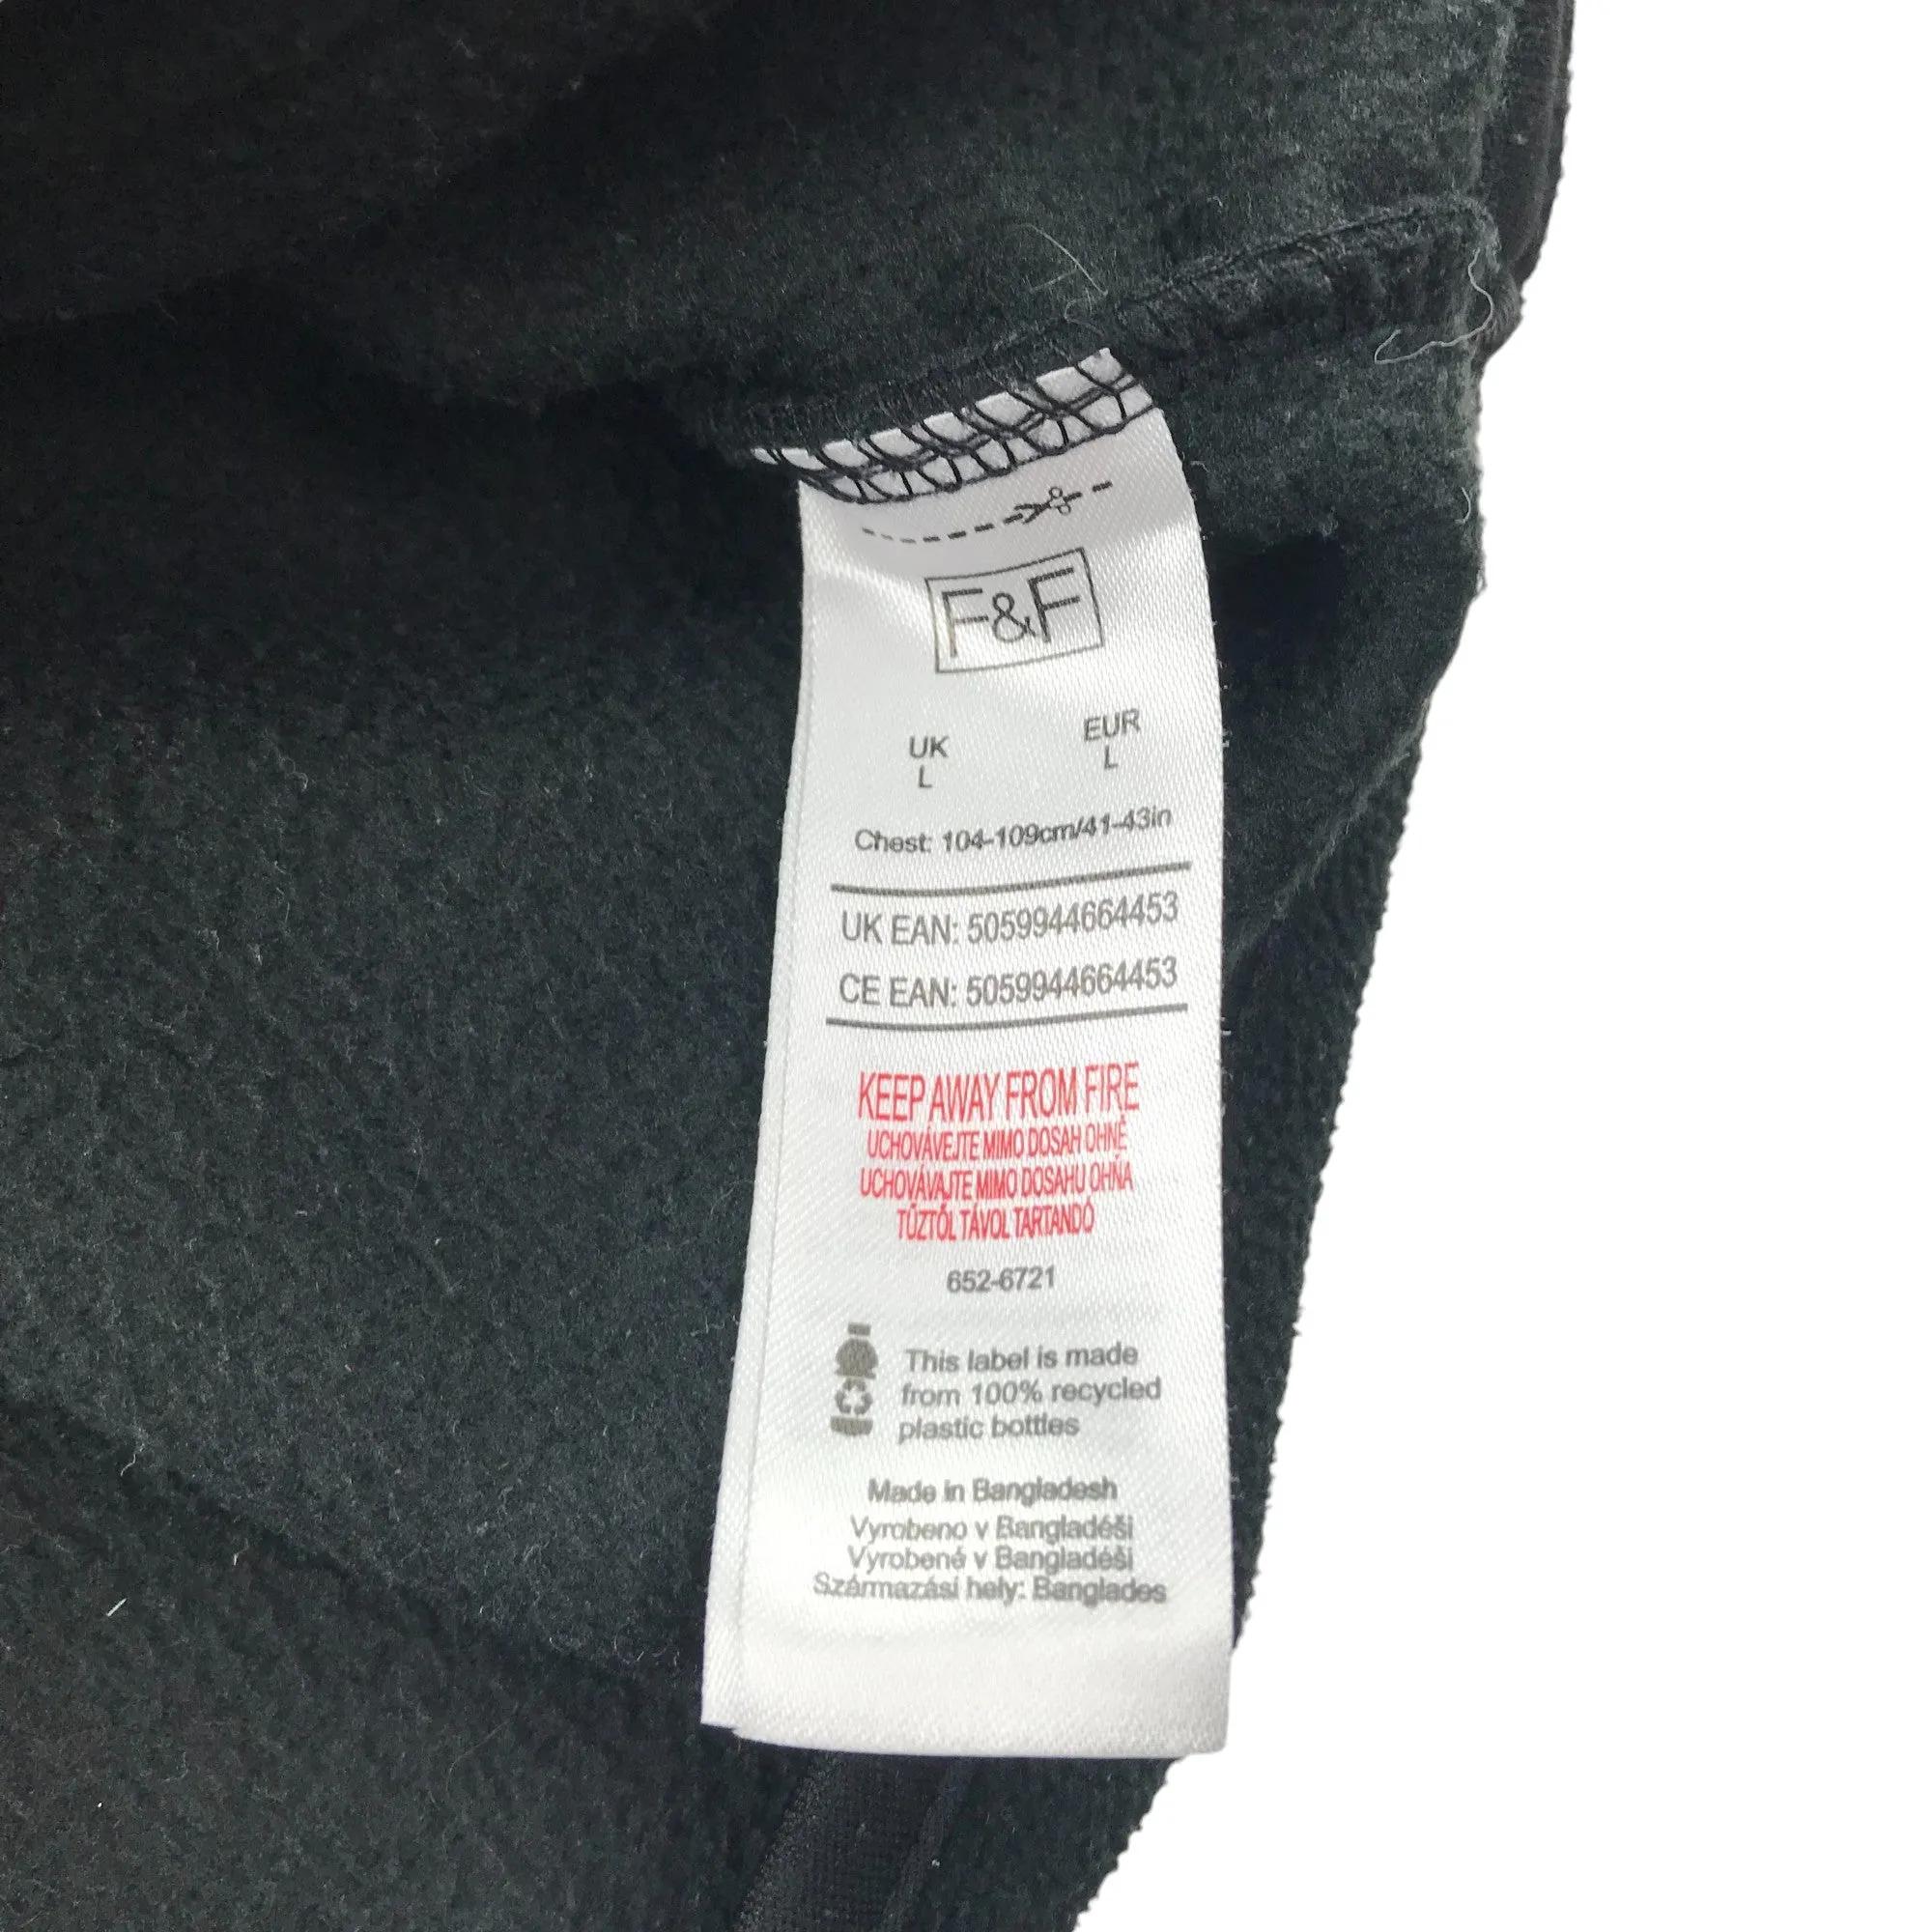 F&F
UK EUR
L L
Chest: 104-109cm/41-43in
UK EAN: 5059944664453
CE EAN: 5059944664453
KEEP AWAY FROM FIRE
UCHOVÁVEJTE MIMO DOSAH OHNĚ
UCHOVÁVAJTE MIMO DOSAHU OHŇA
TŰZTŐL TÁVOL TARTANDÓ
652-6721
This label is made
from 100% recycled
plastic bottles
Made in Bangladesh
Vyrobeno v Bangladéši
Vyrobené v Bangladéši
Származási hely: Banglades